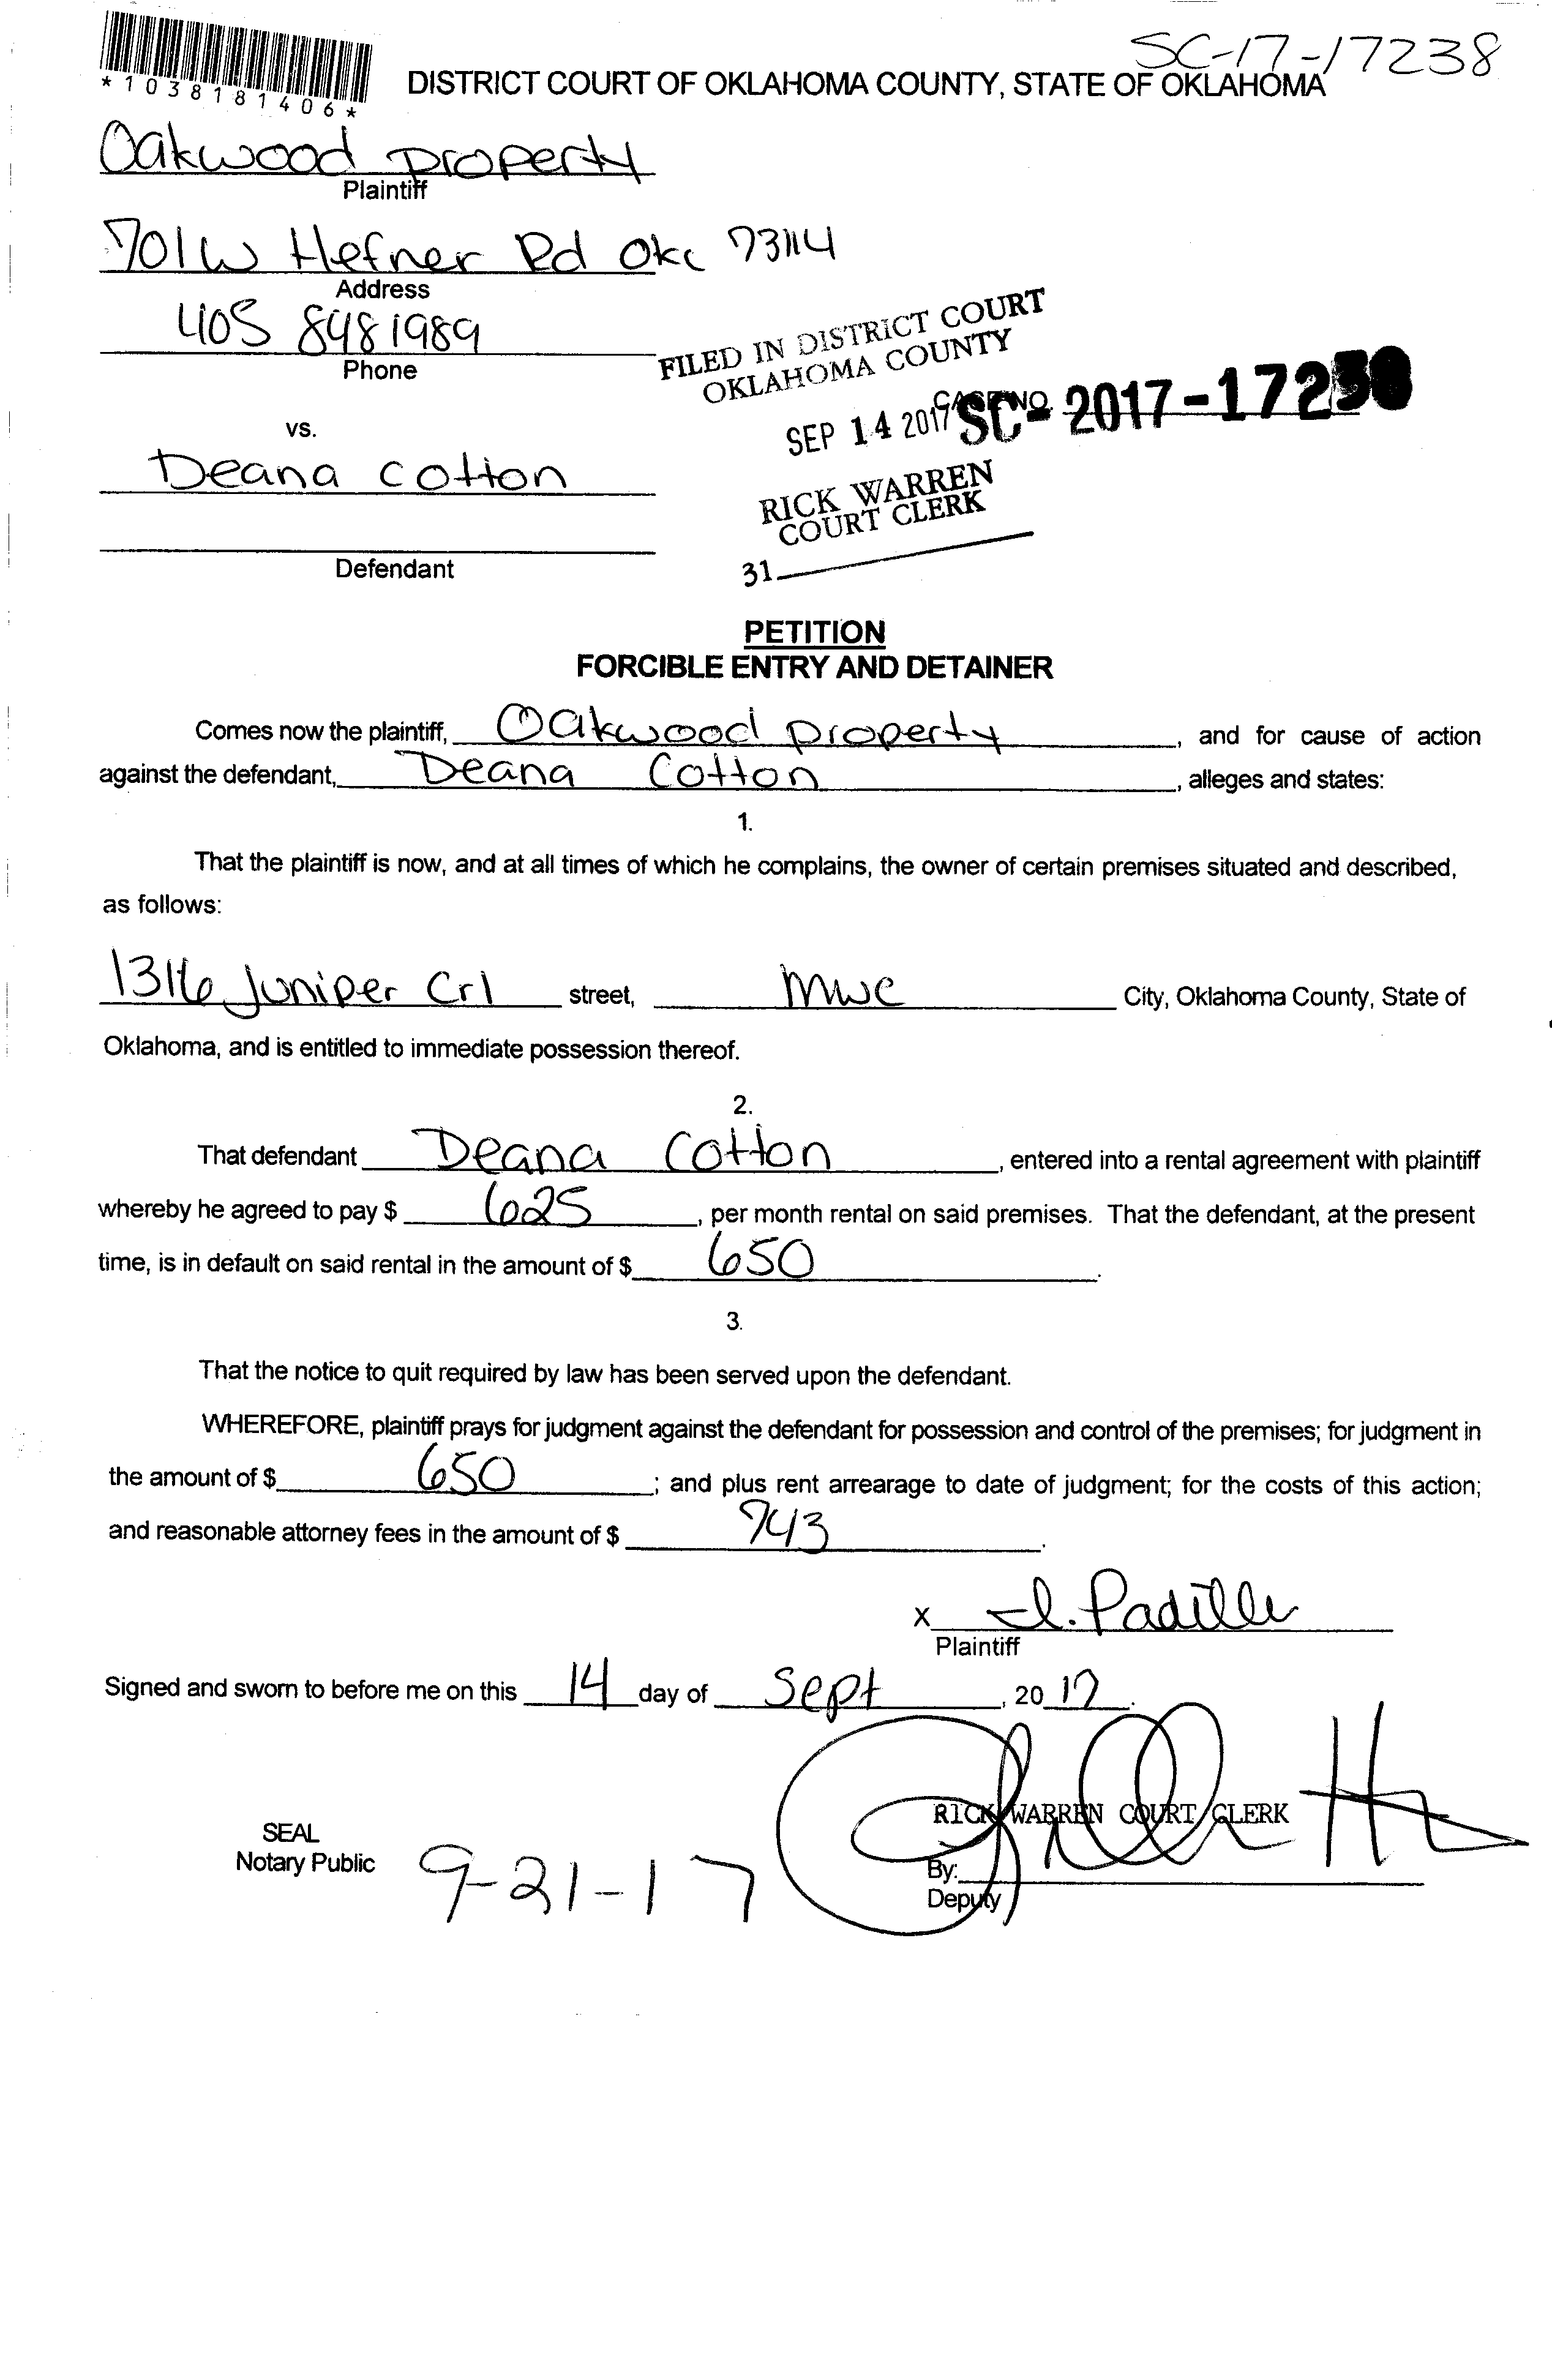 SC-17-17238
*1038181406*
DISTRICT COURT OF OKLAHOMA COUNTY, STATE OF OKLAHOMA
Oakwood property
Plaintiff
701 W Hefner Rd Okc 73114
Address
405 8481989
Phone
FILED IN DISTRICT COURT
OKLAHOMA COUNTY
CASE NO.
SEP 14 2017 SC- 2017-17238
vs.
Deana Cotton
RICK WARREN
COURT CLERK
Defendant
31
PETITION
FORCIBLE ENTRY AND DETAINER
Comes now the plaintiff, Oakwood property, and for cause of action
against the defendant, Deana Cotton, alleges and states:
1.
That the plaintiff is now, and at all times of which he complains, the owner of certain premises situated and described,
as follows:
1316 Juniper Crl street, mwc City, Oklahoma County, State of
Oklahoma, and is entitled to immediate possession thereof.
2.
That defendant Deana Cotton, entered into a rental agreement with plaintiff
whereby he agreed to pay $ 625, per month rental on said premises. That the defendant, at the present
time, is in default on said rental in the amount of $ 650.
3.
That the notice to quit required by law has been served upon the defendant.
WHEREFORE, plaintiff prays for judgment against the defendant for possession and control of the premises; for judgment in
the amount of $ 650; and plus rent arrearage to date of judgment; for the costs of this action;
and reasonable attorney fees in the amount of $ 743.
x I. Padilla
Plaintiff
Signed and sworn to before me on this 14 day of Sept, 20 17.
RICK WARREN COURT CLERK
SEAL
Notary Public
9-21-17
By:
Deputy